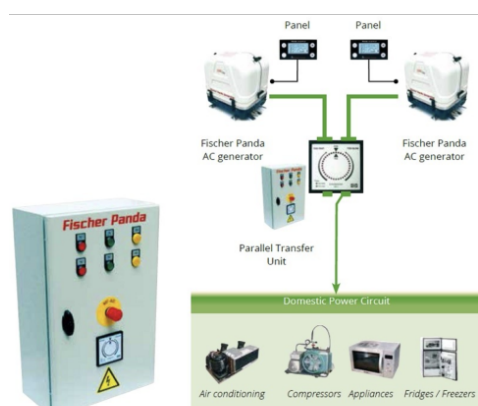 Panel
Panel
Fischer Panda
AC generator
Fischer Panda
AC generator
Fischer Panda
Parallel Transfer
Unit
Domestic Power Circuit
Air conditioning
Compressors
Appliances
Fridges / Freezers